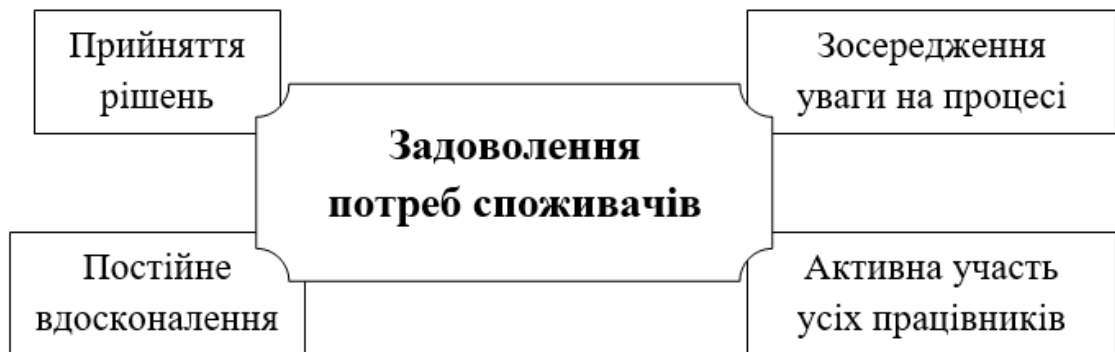 Прийняття
рішень
Зосередження
уваги на процесі
Задоволення
потреб споживачів
Постійне
вдосконалення
Активна участь
усіх працівників